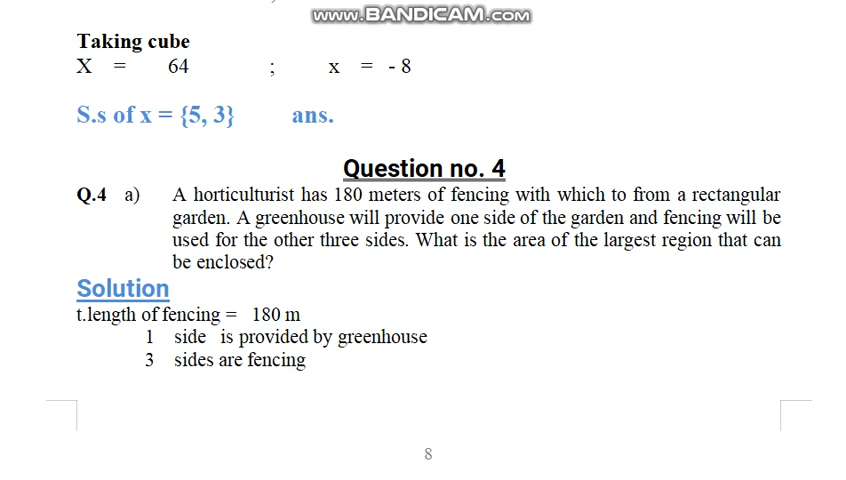 www.BANDICAM.com
Taking cube
X = 64 ; x = - 8
S.s of x = {5, 3} ans.
Question no. 4
Q.4 a) A horticulturist has 180 meters of fencing with which to from a rectangular
garden. A greenhouse will provide one side of the garden and fencing will be
used for the other three sides. What is the area of the largest region that can
be enclosed?
Solution
t.length of fencing = 180 m
1 side is provided by greenhouse
3 sides are fencing
8